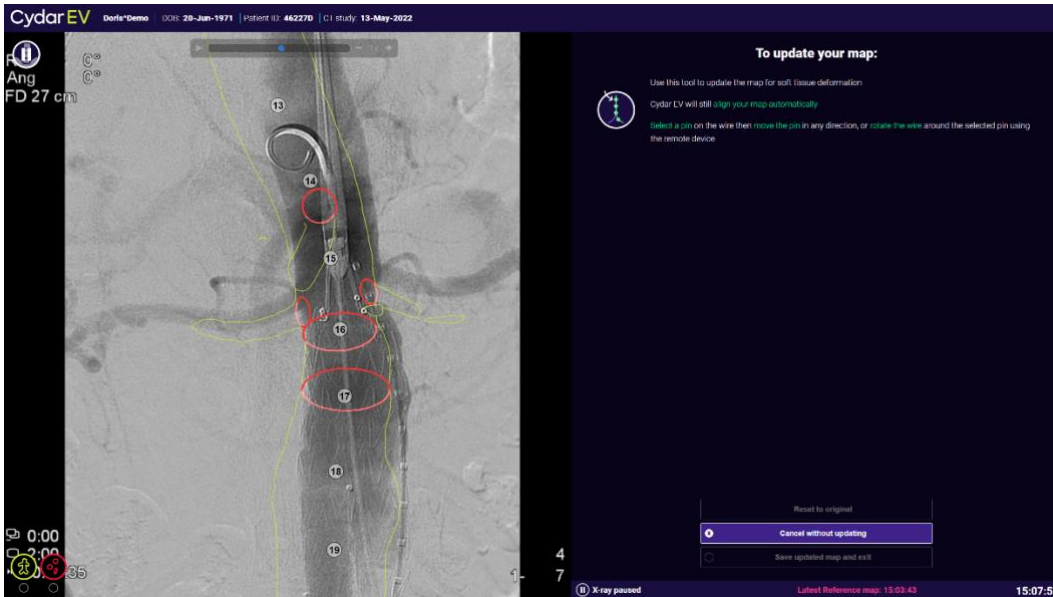 Cydar EV Doris^Demo DOB: 20-Jun-1971 Patient ID: 46227D CT study: 13-May-2022
0°
Ang 0°
FD 27 cm
13
14
15
16
17
18
19
0:00
2:00
35
4
1-
7
To update your map:
Use this tool to update the map for soft tissue deformation
Cydar EV will still align your map automatically
Select a pin on the wire then move the pin in any direction, or rotate the wire around the selected pin using
the remote device
Reset to original
Cancel without updating
Save updated map and exit
X-ray paused Latest Reference map: 15:03:43